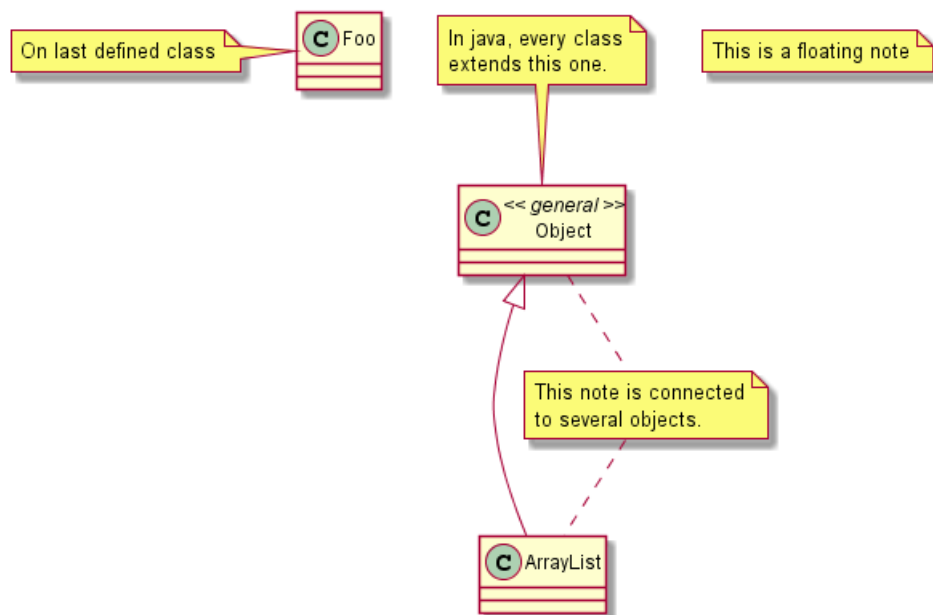 On last defined class
C Foo
In java, every class
extends this one.
This is a floating note
<< general >>
C Object
This note is connected
to several objects.
C ArrayList